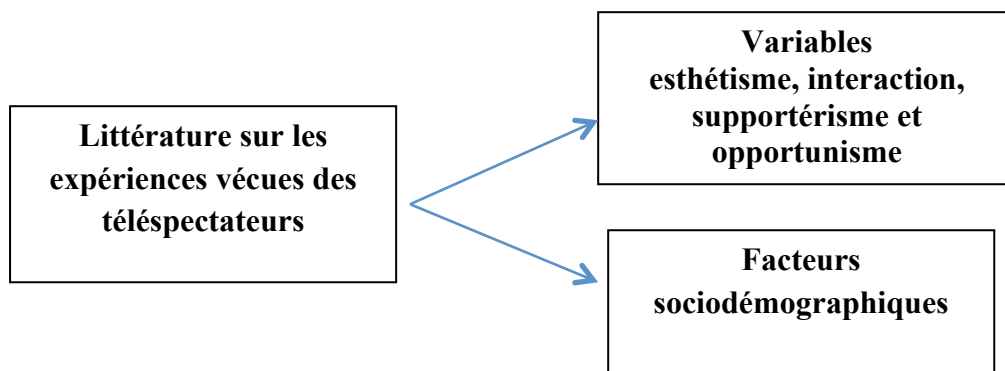 Littérature sur les
expériences vécues des
téléspectateurs
Variables
esthétisme, interaction,
supportérisme et
opportunisme
Facteurs
sociodémographiques